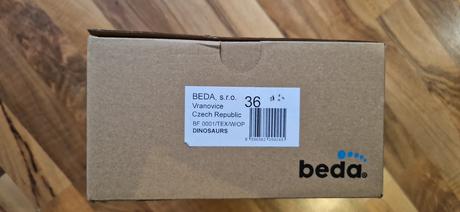 BEDA, s.r.o. 36
Vranovice
Czech Republic
BF 0001/TEX/W/OP
DINOSAURS
beda